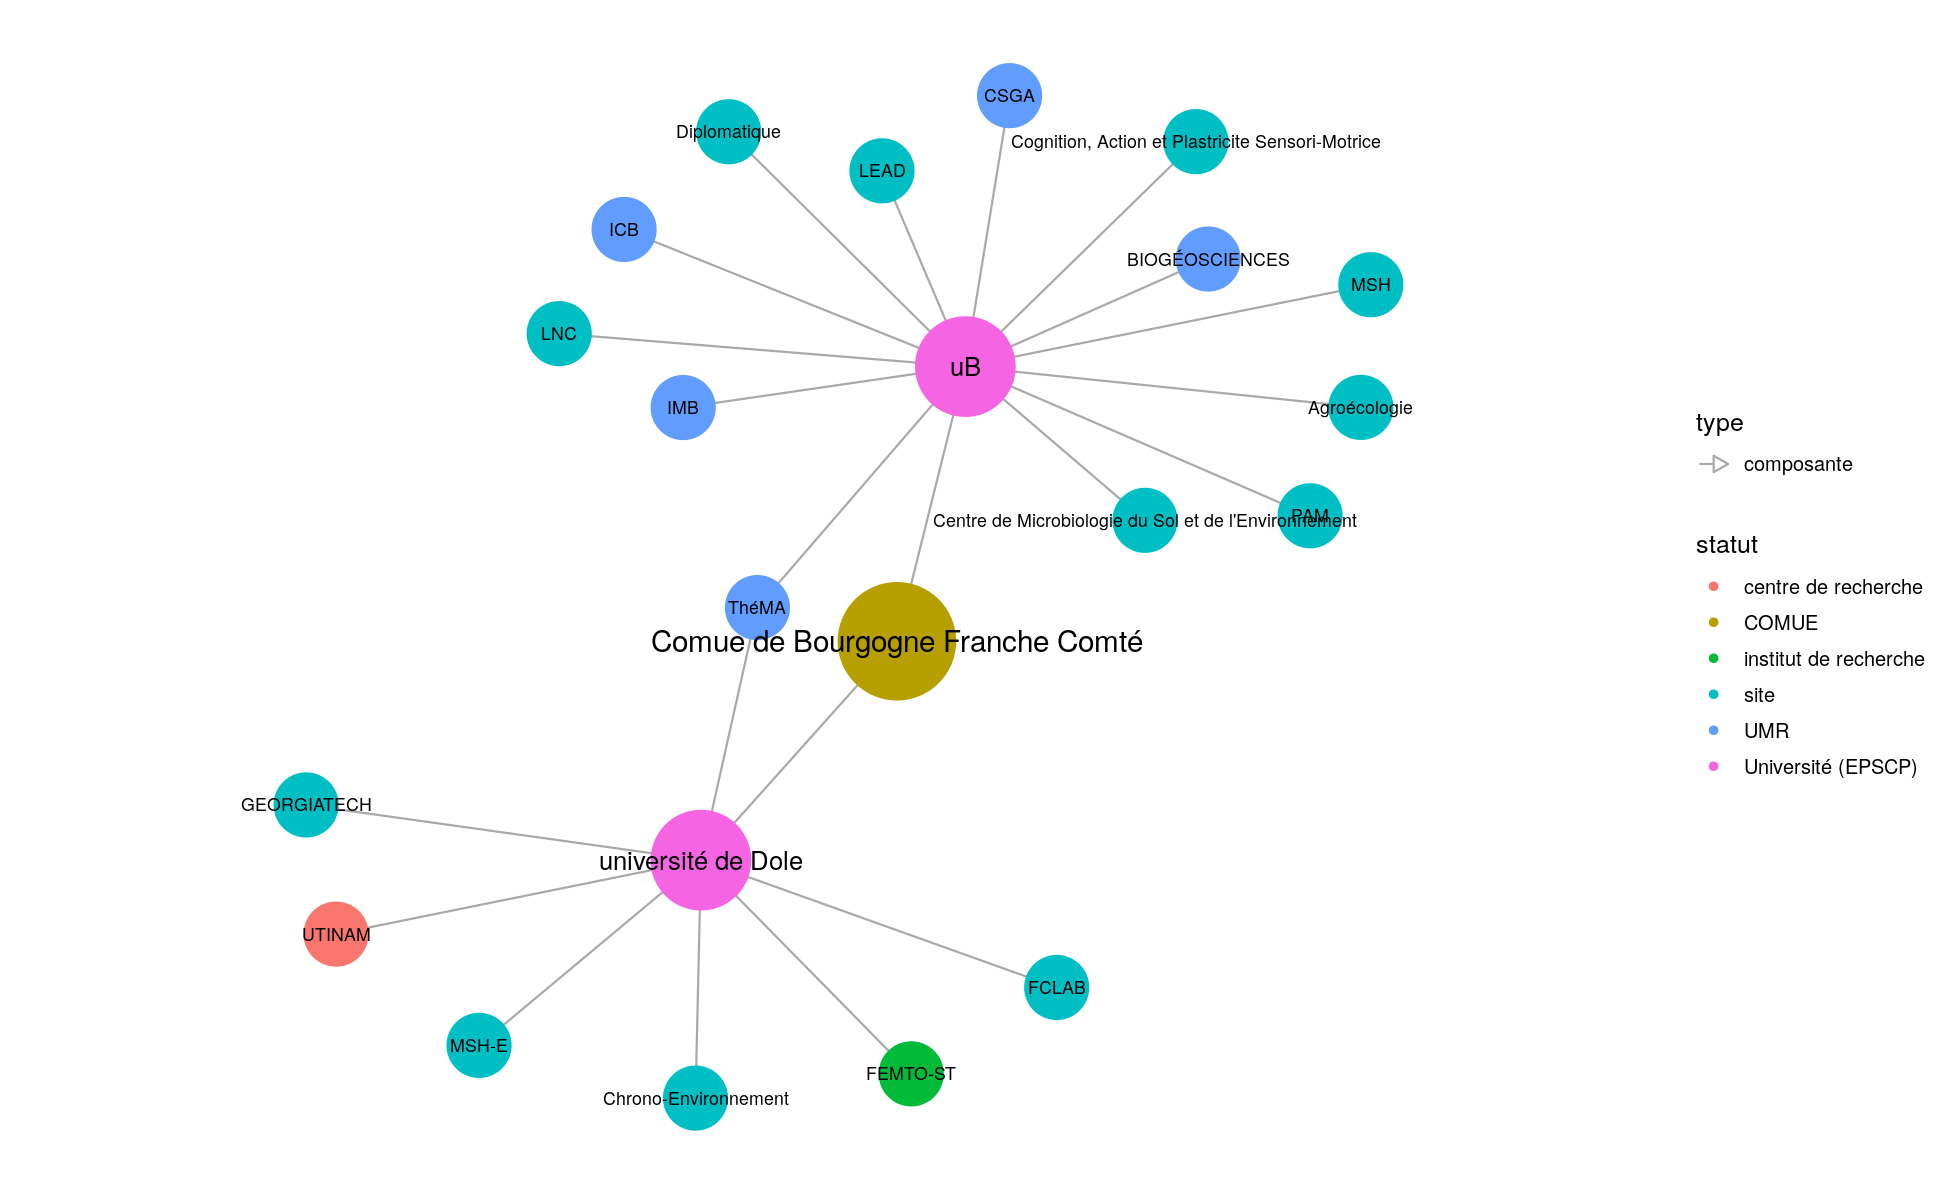 CSGA
Diplomatique
Cognition, Action et Plastricite Sensori-Motrice
LEAD
ICB
BIOGÉOSCIENCES
MSH
LNC
uB
IMB
Agroécologie
PAM
Centre de Microbiologie du Sol et de l'Environnement
ThéMA
Comue de Bourgogne Franche Comté
GEORGIATECH
université de Dole
UTINAM
FCLAB
MSH-E
FEMTO-ST
Chrono-Environnement
type
composante
statut
centre de recherche
COMUE
institut de recherche
site
UMR
Université (EPSCP)